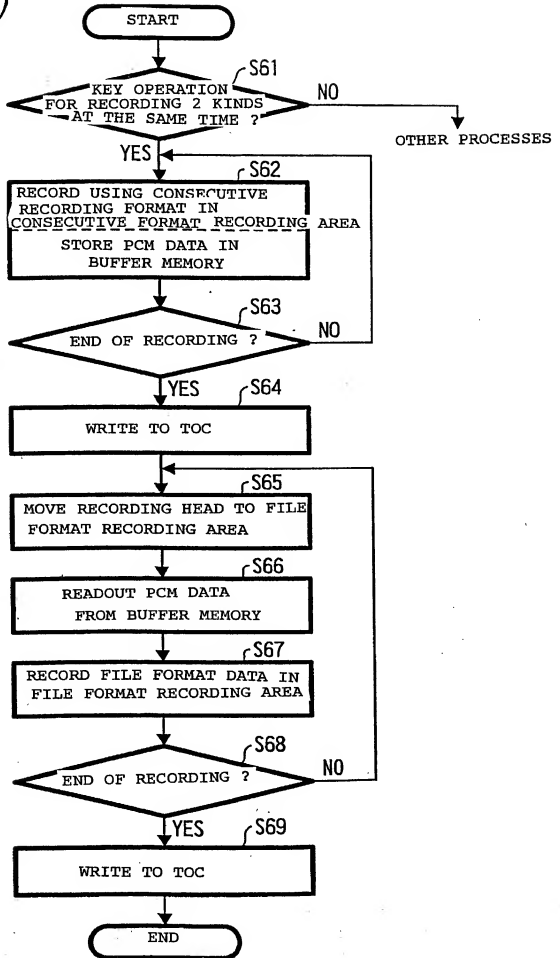 START
S61
KEY OPERATION
FOR RECORDING 2 KINDS
AT THE SAME TIME ?
NO
OTHER PROCESSES
YES
S62
RECORD USING CONSECUTIVE
RECORDING FORMAT IN
CONSECUTIVE FORMAT RECORDING AREA
STORE PCM DATA IN
BUFFER MEMORY
S63
END OF RECORDING ?
NO
YES
S64
WRITE TO TOC
S65
MOVE RECORDING HEAD TO FILE
FORMAT RECORDING AREA
S66
READOUT PCM DATA
FROM BUFFER MEMORY
S67
RECORD FILE FORMAT DATA IN
FILE FORMAT RECORDING AREA
S68
END OF RECORDING ?
NO
YES
S69
WRITE TO TOC
END